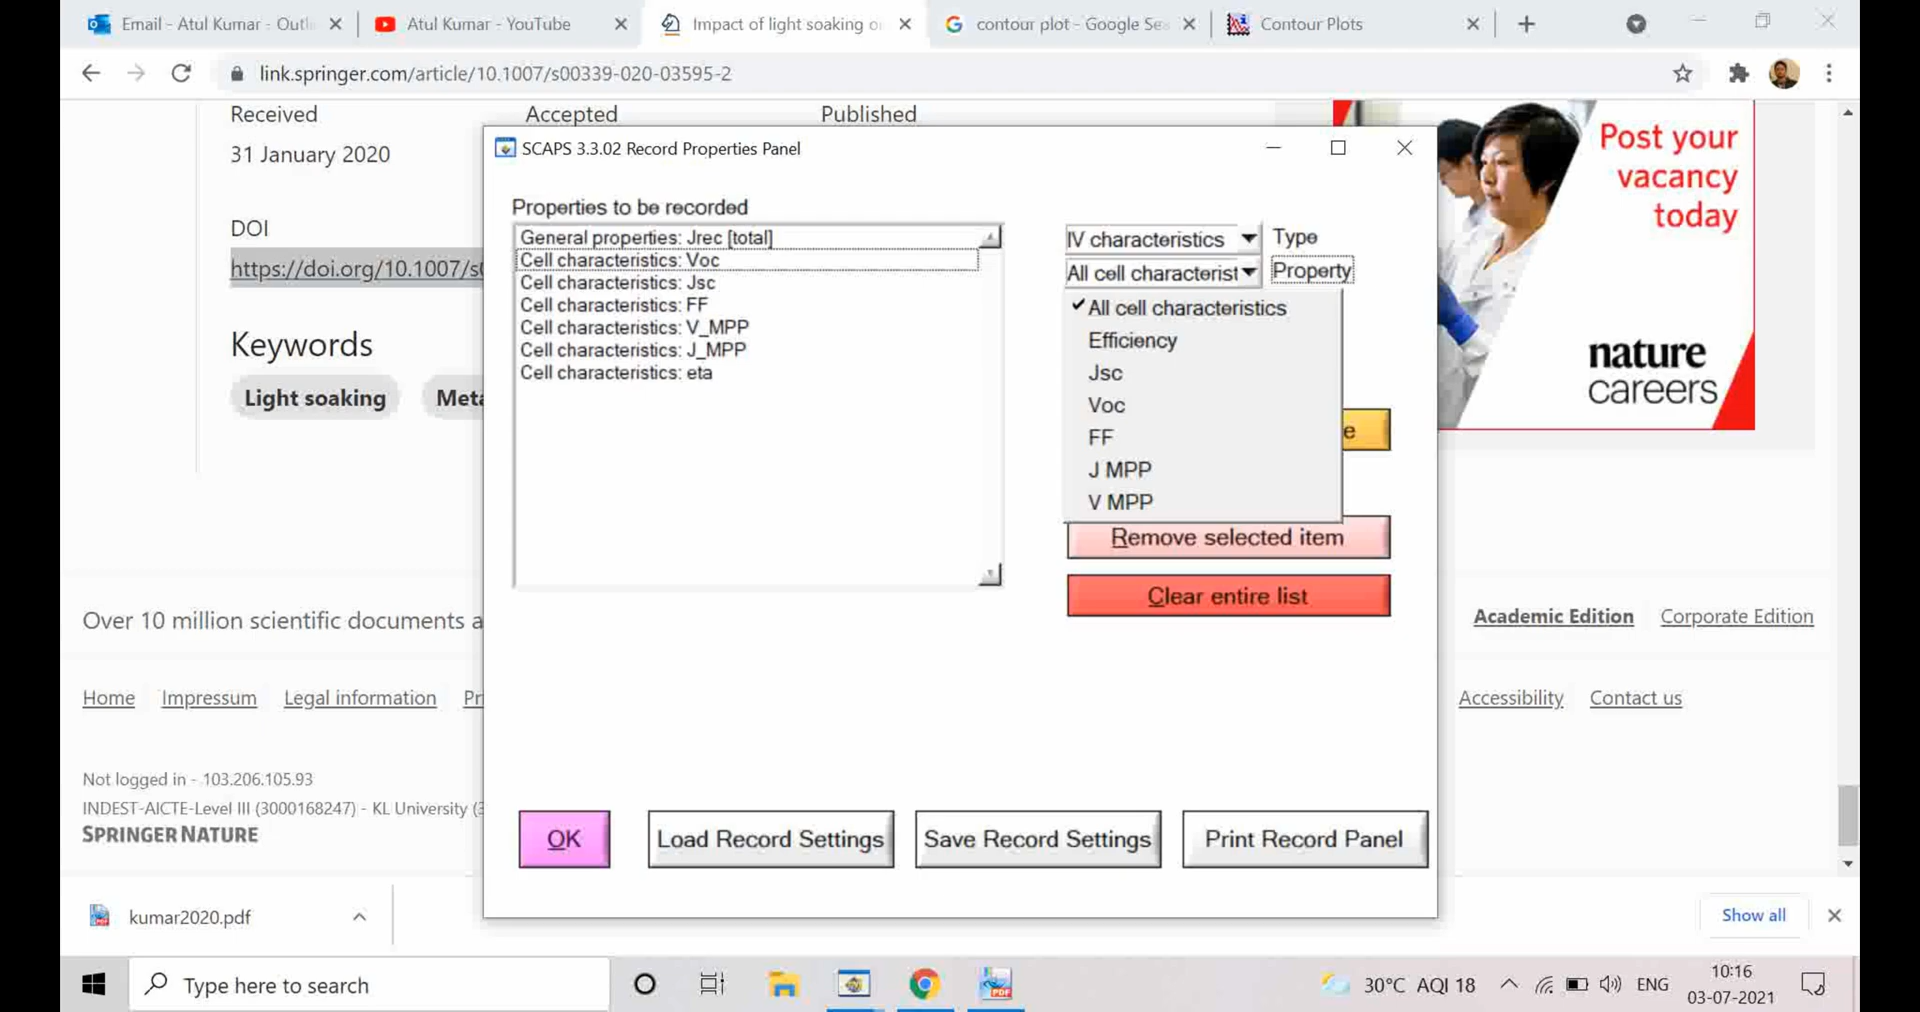 Email - Atul Kumar - Outl
Atul Kumar - YouTube
Impact of light soaking o
contour plot - Google Se
Contour Plots
link.springer.com/article/10.1007/s00339-020-03595-2
Received
Accepted
Published
31 January 2020
DOI
https://doi.org/10.1007/s
Keywords
Light soaking
Meta
SCAPS 3.3.02 Record Properties Panel
Properties to be recorded
General properties: Jrec [total]
Cell characteristics: Voc
Cell characteristics: Jsc
Cell characteristics: FF
Cell characteristics: V_MPP
Cell characteristics: J_MPP
Cell characteristics: eta
IV characteristics
Type
All cell characterist
Property
All cell characteristics
Efficiency
Jsc
Voc
FF
J MPP
V MPP
e
Remove selected item
Clear entire list
OK
Load Record Settings
Save Record Settings
Print Record Panel
Post your
vacancy
today
nature
careers
Over 10 million scientific documents a
Academic Edition
Corporate Edition
Home
Impressum
Legal information
Pr
Accessibility
Contact us
Not logged in - 103.206.105.93
INDEST-AICTE-Level III (3000168247) - KL University (3
SPRINGER NATURE
kumar2020.pdf
Show all
Type here to search
30°C AQI 18
ENG
10:16
03-07-2021